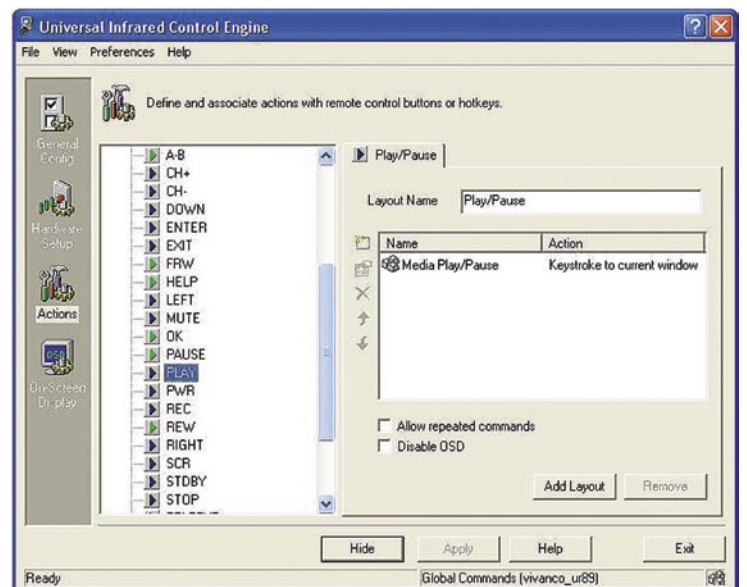 Universal Infrared Control Engine
File View Preferences Help
Define and associate actions with remote control buttons or hotkeys.
General
Config
Hardware
Setup
Actions
OSD
On-Screen
Display
A-B
CH+
CH-
DOWN
ENTER
EXIT
FRW
HELP
LEFT
MUTE
OK
PAUSE
PLAY
PWR
REC
REW
RIGHT
SCR
STDBY
STOP
Play/Pause
Layout Name Play/Pause
Name Action
Media Play/Pause Keystroke to current window
Allow repeated commands
Disable OSD
Add Layout Remove
Hide Apply Help Exit
Ready Global Commands (vivanco_ur89)